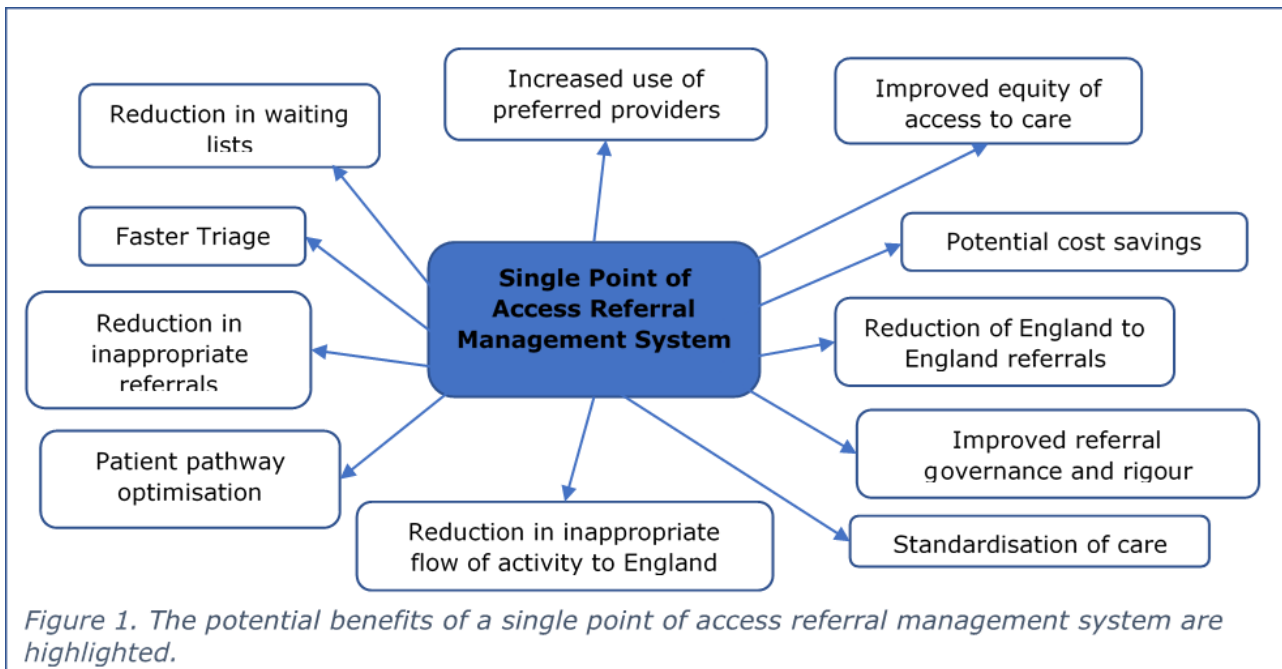 Increased use of
preferred providers
Improved equity of
access to care
Reduction in waiting
lists
Faster Triage
Potential cost savings
Single Point of
Access Referral
Management System
Reduction in
inappropriate
referrals
Reduction of England to
England referrals
Patient pathway
optimisation
Improved referral
governance and rigour
Reduction in inappropriate
flow of activity to England
Standardisation of care
Figure 1. The potential benefits of a single point of access referral management system are
highlighted.